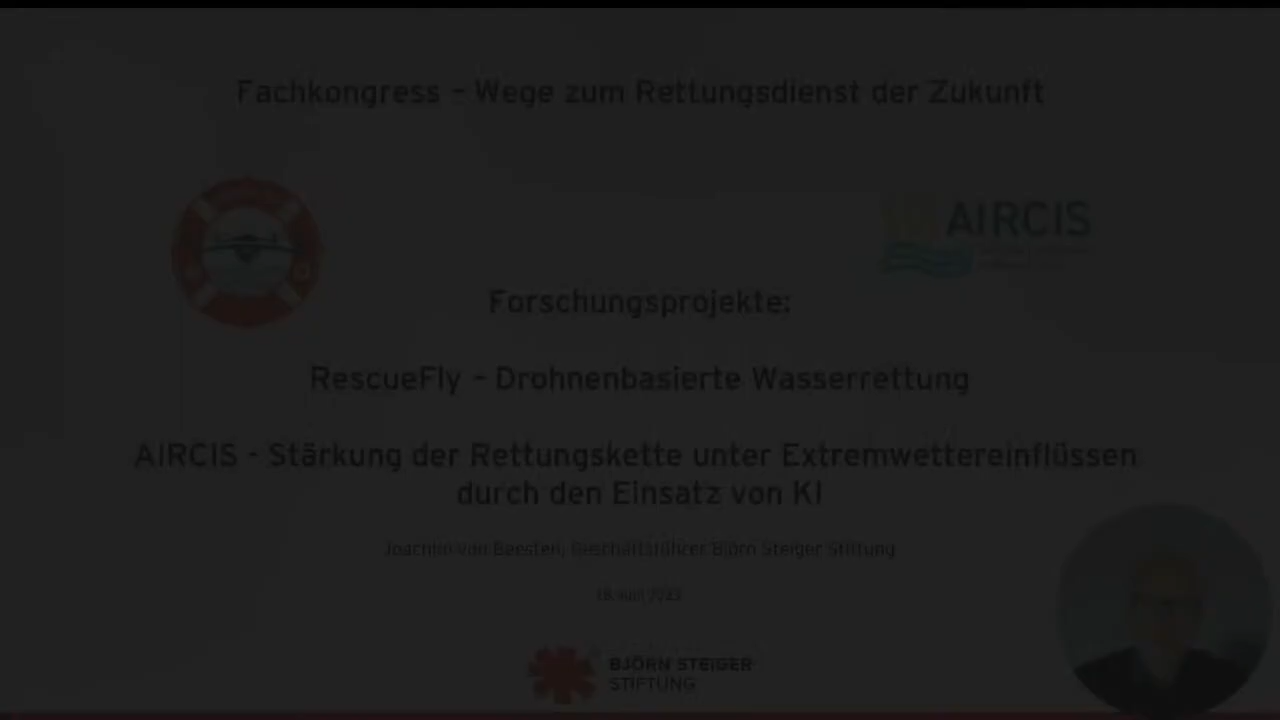 Fachkongress – Wege zum Rettungsdienst der Zukunft
AIRCIS
Forschungsprojekte:
RescueFly – Drohnenbasierte Wasserrettung
AIRCIS - Stärkung der Rettungskette unter Extremwettereinflüssen
durch den Einsatz von KI
Joachim von Beesten, Geschäftsführer Björn Steiger Stiftung
2023
BJÖRN STEIGER
STIFTUNG